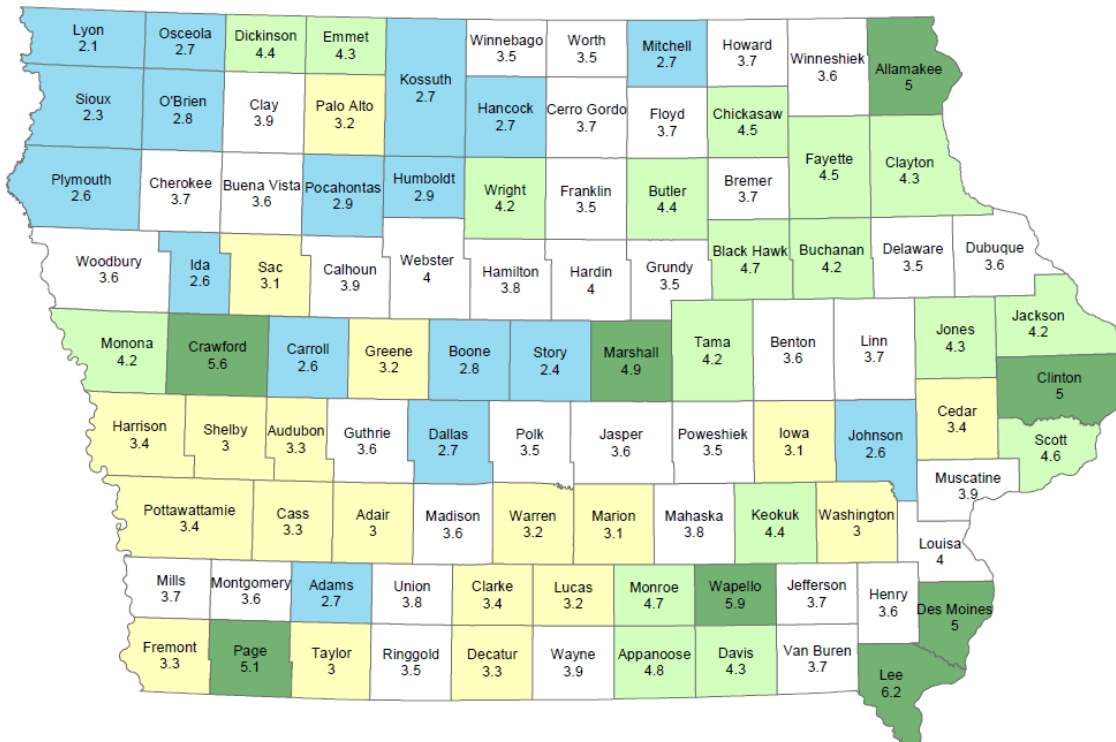 Lyon
2.1
Osceola
2.7
Dickinson
4.4
Emmet
4.3
Kossuth
2.7
Winnebago
3.5
Worth
3.5
Mitchell
2.7
Howard
3.7
Winneshiek
3.6
Allamakee
5
Sioux
2.3
O'Brien
2.8
Clay
3.9
Palo Alto
3.2
Hancock
2.7
Cerro Gordo
3.7
Floyd
3.7
Chickasaw
4.5
Fayette
4.5
Clayton
4.3
Plymouth
2.6
Cherokee
3.7
Buena Vista
3.6
Pocahontas
2.9
Humboldt
2.9
Wright
4.2
Franklin
3.5
Butler
4.4
Bremer
3.7
Woodbury
3.6
Ida
2.6
Sac
3.1
Calhoun
3.9
Webster
4
Hamilton
3.8
Hardin
4
Grundy
3.5
Black Hawk
4.7
Buchanan
4.2
Delaware
3.5
Dubuque
3.6
Monona
4.2
Crawford
5.6
Carroll
2.6
Greene
3.2
Boone
2.8
Story
2.4
Marshall
4.9
Tama
4.2
Benton
3.6
Linn
3.7
Jones
4.3
Jackson
4.2
Clinton
5
Harrison
3.4
Shelby
3
Audubon
3.3
Guthrie
3.6
Dallas
2.7
Polk
3.5
Jasper
3.6
Poweshiek
3.5
Iowa
3.1
Johnson
2.6
Cedar
3.4
Scott
4.6
Muscatine
3.9
Pottawattamie
3.4
Cass
3.3
Adair
3
Madison
3.6
Warren
3.2
Marion
3.1
Mahaska
3.8
Keokuk
4.4
Washington
3
Louisa
4
Mills
3.7
Montgomery
3.6
Adams
2.7
Union
3.8
Clarke
3.4
Lucas
3.2
Monroe
4.7
Wapello
5.9
Jefferson
3.7
Henry
3.6
Des Moines
5
Fremont
3.3
Page
5.1
Taylor
3
Ringgold
3.5
Decatur
3.3
Wayne
3.9
Appanoose
4.8
Davis
4.3
Van Buren
3.7
Lee
6.2